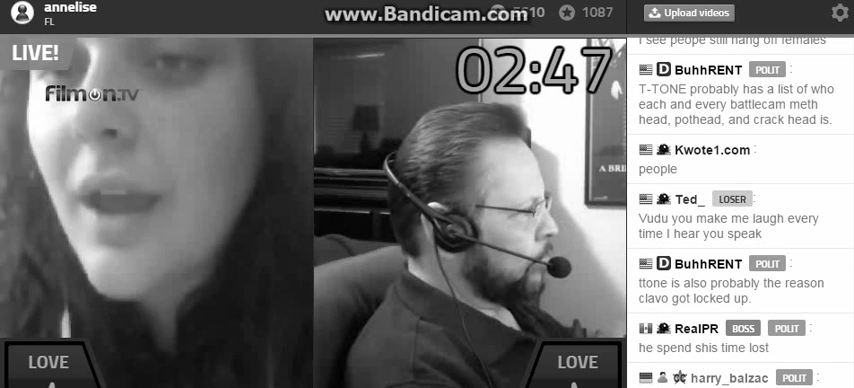 annelise
FL
www.Bandicam.com
1087
Upload videos
LIVE!
FilmOn.TV
02:47
A BRI
I see peope still hang off females
BuhhRENT POLIT :
T-TONE probably has a list of who
each and every battlecam meth
head, pothead, and crack head is.
Kwote1.com :
people
Ted_ LOSER :
Vudu you make me laugh every
time I hear you speak
BuhhRENT POLIT :
ttone is also probably the reason
clavo got locked up.
RealPR BOSS POLIT :
he spend shis time lost
harry_balzac POLIT :
LOVE
LOVE